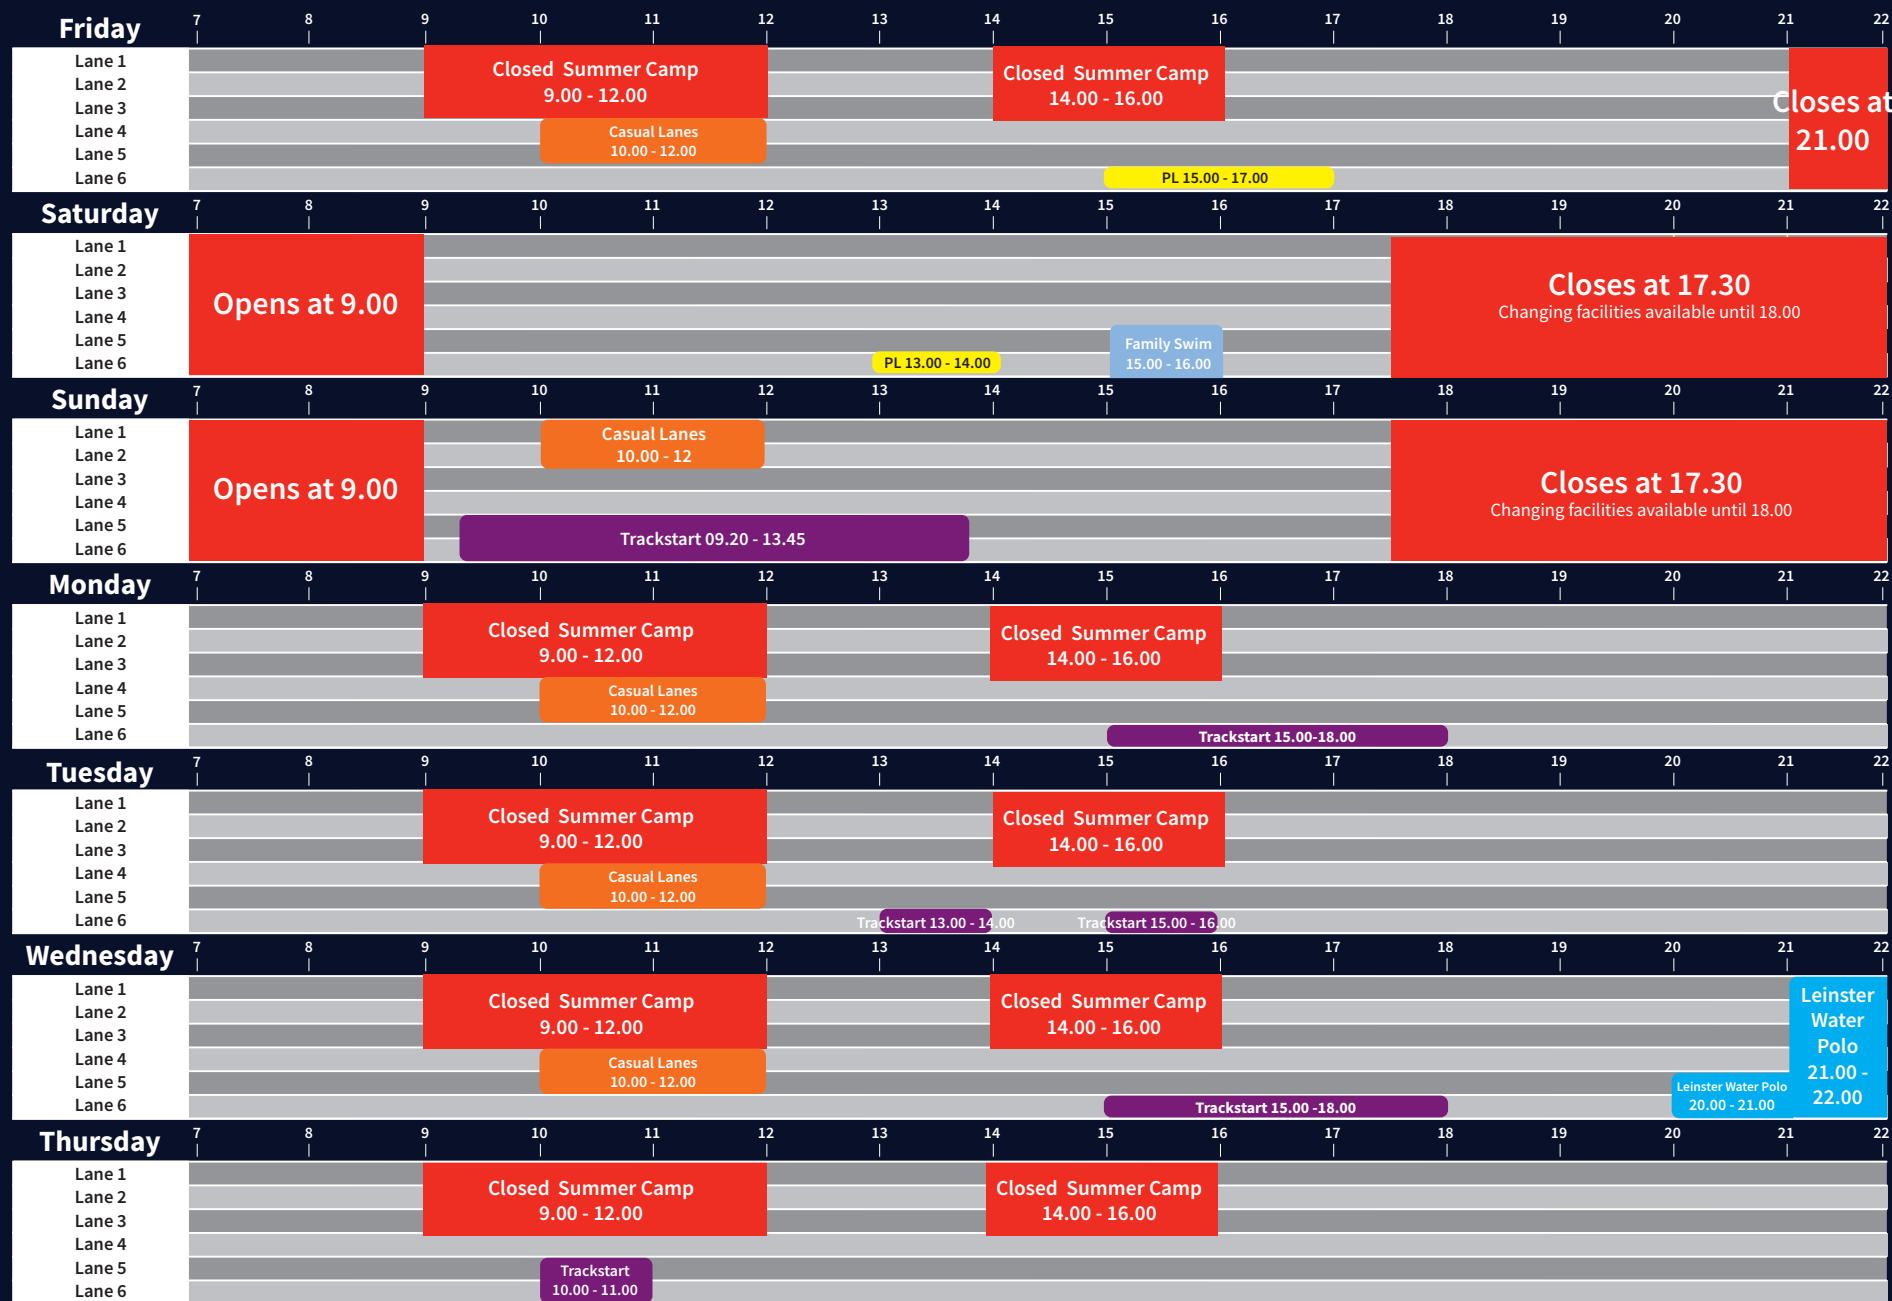 Friday
7 8 9 10 11 12 13 14 15 16 17 18 19 20 21 22
Lane 1
Lane 2
Lane 3
Lane 4
Lane 5
Lane 6
Closed Summer Camp
9.00 - 12.00
Casual Lanes
10.00 - 12.00
Closed Summer Camp
14.00 - 16.00
PL 15.00 - 17.00
Closes at
21.00
Saturday
7 8 9 10 11 12 13 14 15 16 17 18 19 20 21 22
Lane 1
Lane 2
Lane 3
Lane 4
Lane 5
Lane 6
Opens at 9.00
PL 13.00 - 14.00
Family Swim
15.00 - 16.00
Closes at 17.30
Changing facilities available until 18.00
Sunday
7 8 9 10 11 12 13 14 15 16 17 18 19 20 21 22
Lane 1
Lane 2
Lane 3
Lane 4
Lane 5
Lane 6
Opens at 9.00
Casual Lanes
10.00 - 12
Trackstart 09.20 - 13.45
Closes at 17.30
Changing facilities available until 18.00
Monday
7 8 9 10 11 12 13 14 15 16 17 18 19 20 21 22
Lane 1
Lane 2
Lane 3
Lane 4
Lane 5
Lane 6
Closed Summer Camp
9.00 - 12.00
Casual Lanes
10.00 - 12.00
Closed Summer Camp
14.00 - 16.00
Trackstart 15.00-18.00
Tuesday
7 8 9 10 11 12 13 14 15 16 17 18 19 20 21 22
Lane 1
Lane 2
Lane 3
Lane 4
Lane 5
Lane 6
Closed Summer Camp
9.00 - 12.00
Casual Lanes
10.00 - 12.00
Closed Summer Camp
14.00 - 16.00
Trackstart 13.00 - 14.00
Trackstart 15.00 - 16.00
Wednesday
7 8 9 10 11 12 13 14 15 16 17 18 19 20 21 22
Lane 1
Lane 2
Lane 3
Lane 4
Lane 5
Lane 6
Closed Summer Camp
9.00 - 12.00
Casual Lanes
10.00 - 12.00
Closed Summer Camp
14.00 - 16.00
Trackstart 15.00 -18.00
Leinster Water Polo
20.00 - 21.00
Leinster
Water
Polo
21.00 -
22.00
Thursday
7 8 9 10 11 12 13 14 15 16 17 18 19 20 21 22
Lane 1
Lane 2
Lane 3
Lane 4
Lane 5
Lane 6
Closed Summer Camp
9.00 - 12.00
Trackstart
10.00 - 11.00
Closed Summer Camp
14.00 - 16.00